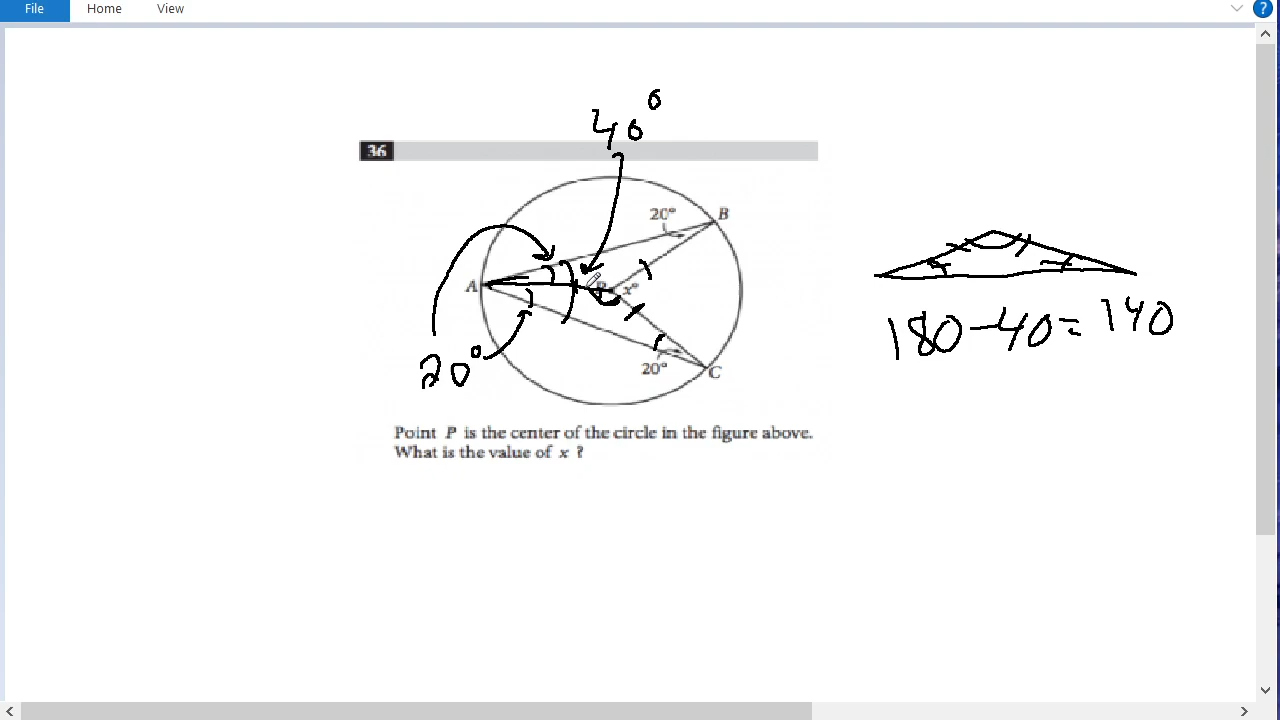 File Home View
40°
36
20° B
A P x°
20° 20° C
180-40=140
Point P is the center of the circle in the figure above.
What is the value of x ?